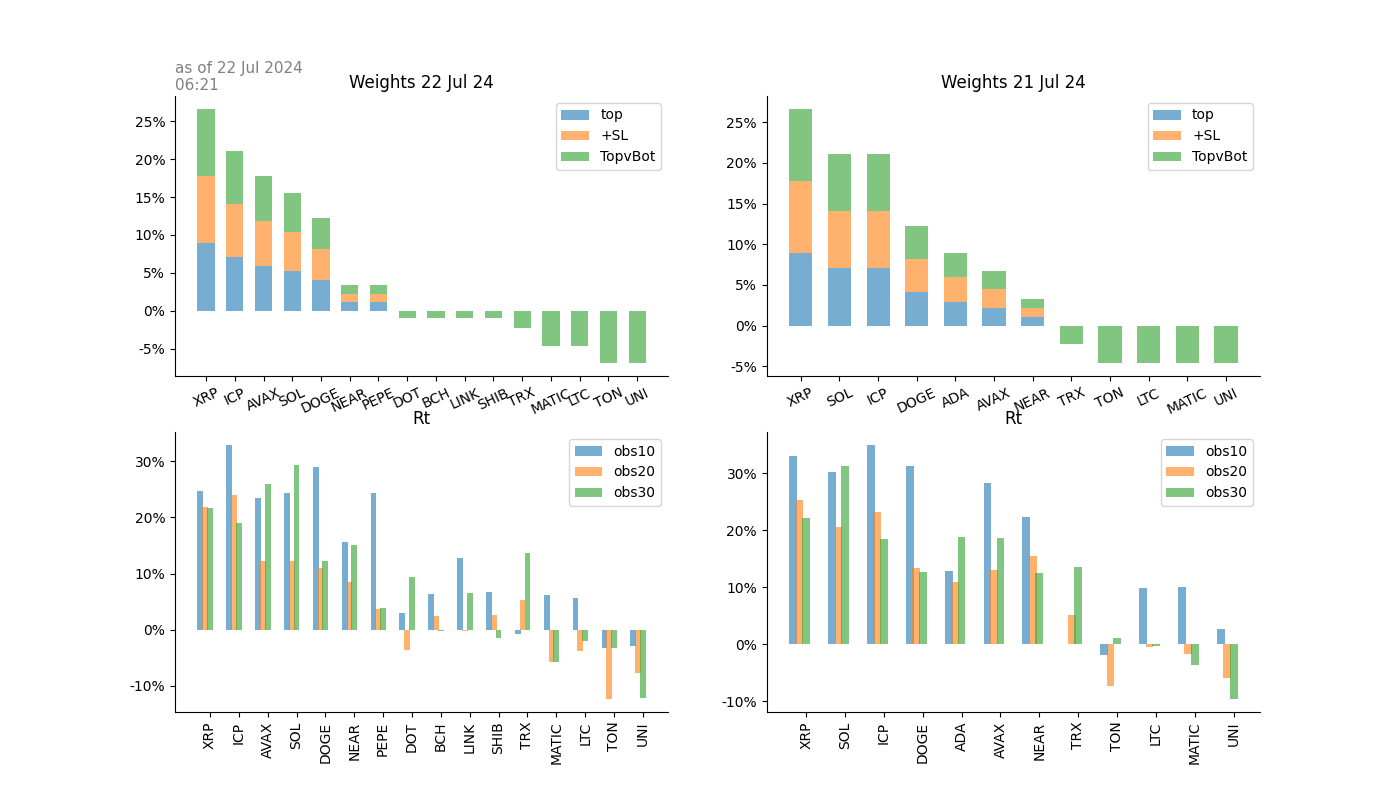 as of 22 Jul 2024
06:21
Weights 22 Jul 24
25%
20%
15%
10%
5%
0%
-5%
top
+SL
TopvBot
XRP ICP AVAX SOL DOGE NEAR PEPE DOT BCH LINK SHIB TRX MATIC LTC TON UNI
Weights 21 Jul 24
25%
20%
15%
10%
5%
0%
-5%
top
+SL
TopvBot
XRP SOL ICP DOGE ADA AVAX NEAR TRX TON LTC MATIC UNI
Rt
30%
20%
10%
0%
-10%
obs10
obs20
obs30
XRP ICP AVAX SOL DOGE NEAR PEPE DOT BCH LINK SHIB TRX MATIC LTC TON UNI
Rt
30%
20%
10%
0%
-10%
obs10
obs20
obs30
XRP SOL ICP DOGE ADA AVAX NEAR TRX TON LTC MATIC UNI